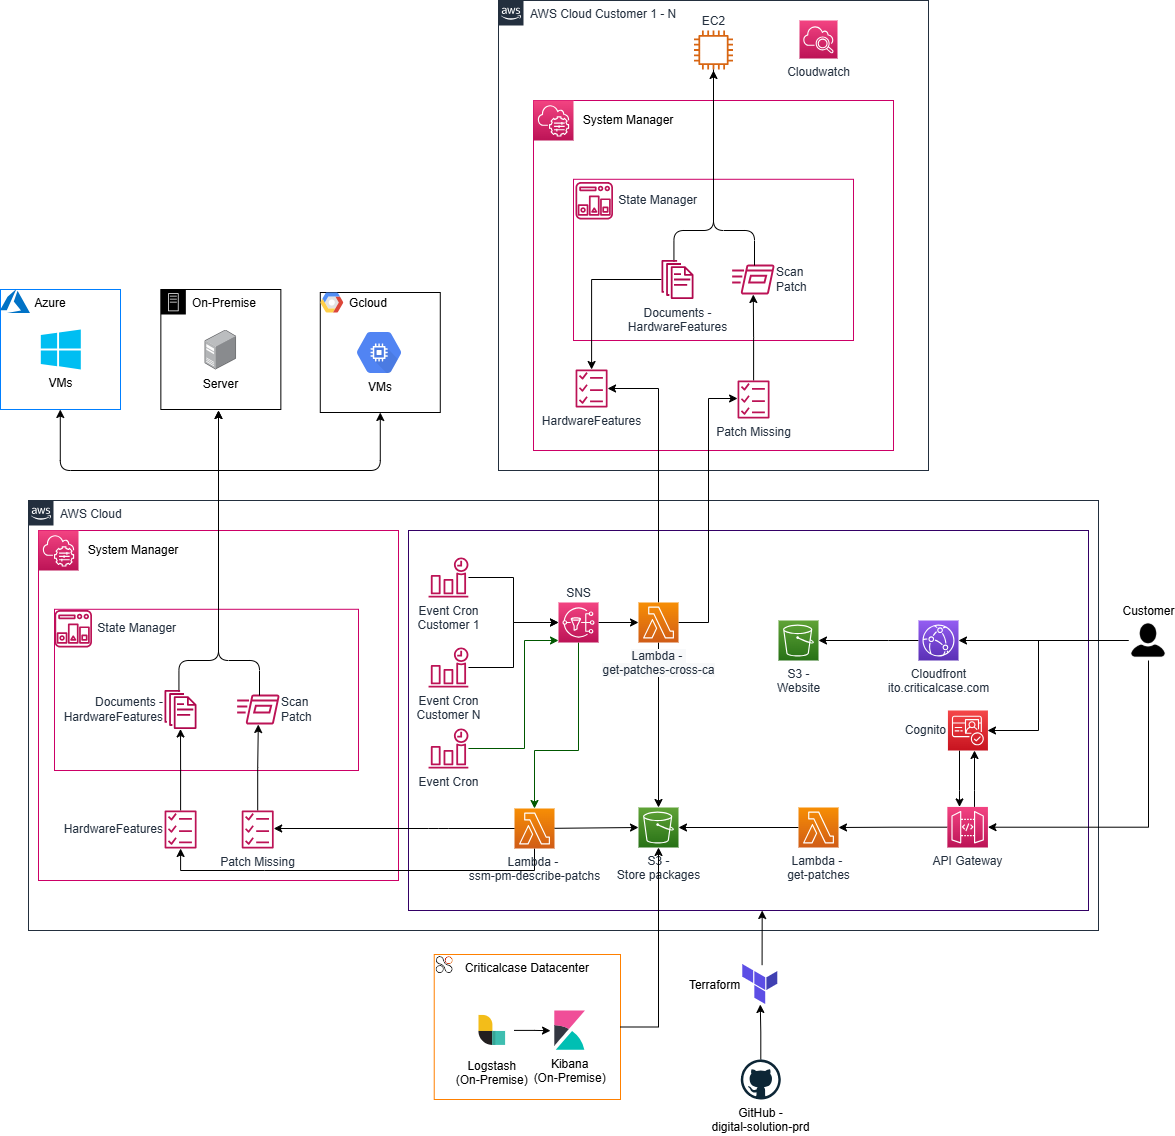 aws
AWS Cloud Customer 1 - N
EC2
Cloudwatch
System Manager
State Manager
Scan
Patch
Documents -
HardwareFeatures
HardwareFeatures
Patch Missing
Azure
VMs
On-Premise
Server
Gcloud
VMs
aws
AWS Cloud
System Manager
State Manager
Documents -
HardwareFeatures
Scan
Patch
HardwareFeatures
Patch Missing
Event Cron
Customer 1
Event Cron
Customer N
Event Cron
SNS
Lambda -
get-patches-cross-ca
S3 -
Website
Cloudfront
ito.criticalcase.com
Customer
Cognito
Lambda -
ssm-pm-describe-patchs
S3 -
Store packages
Lambda -
get-patches
API Gateway
Criticalcase Datacenter
Logstash
(On-Premise)
Kibana
(On-Premise)
Terraform
GitHub -
digital-solution-prd